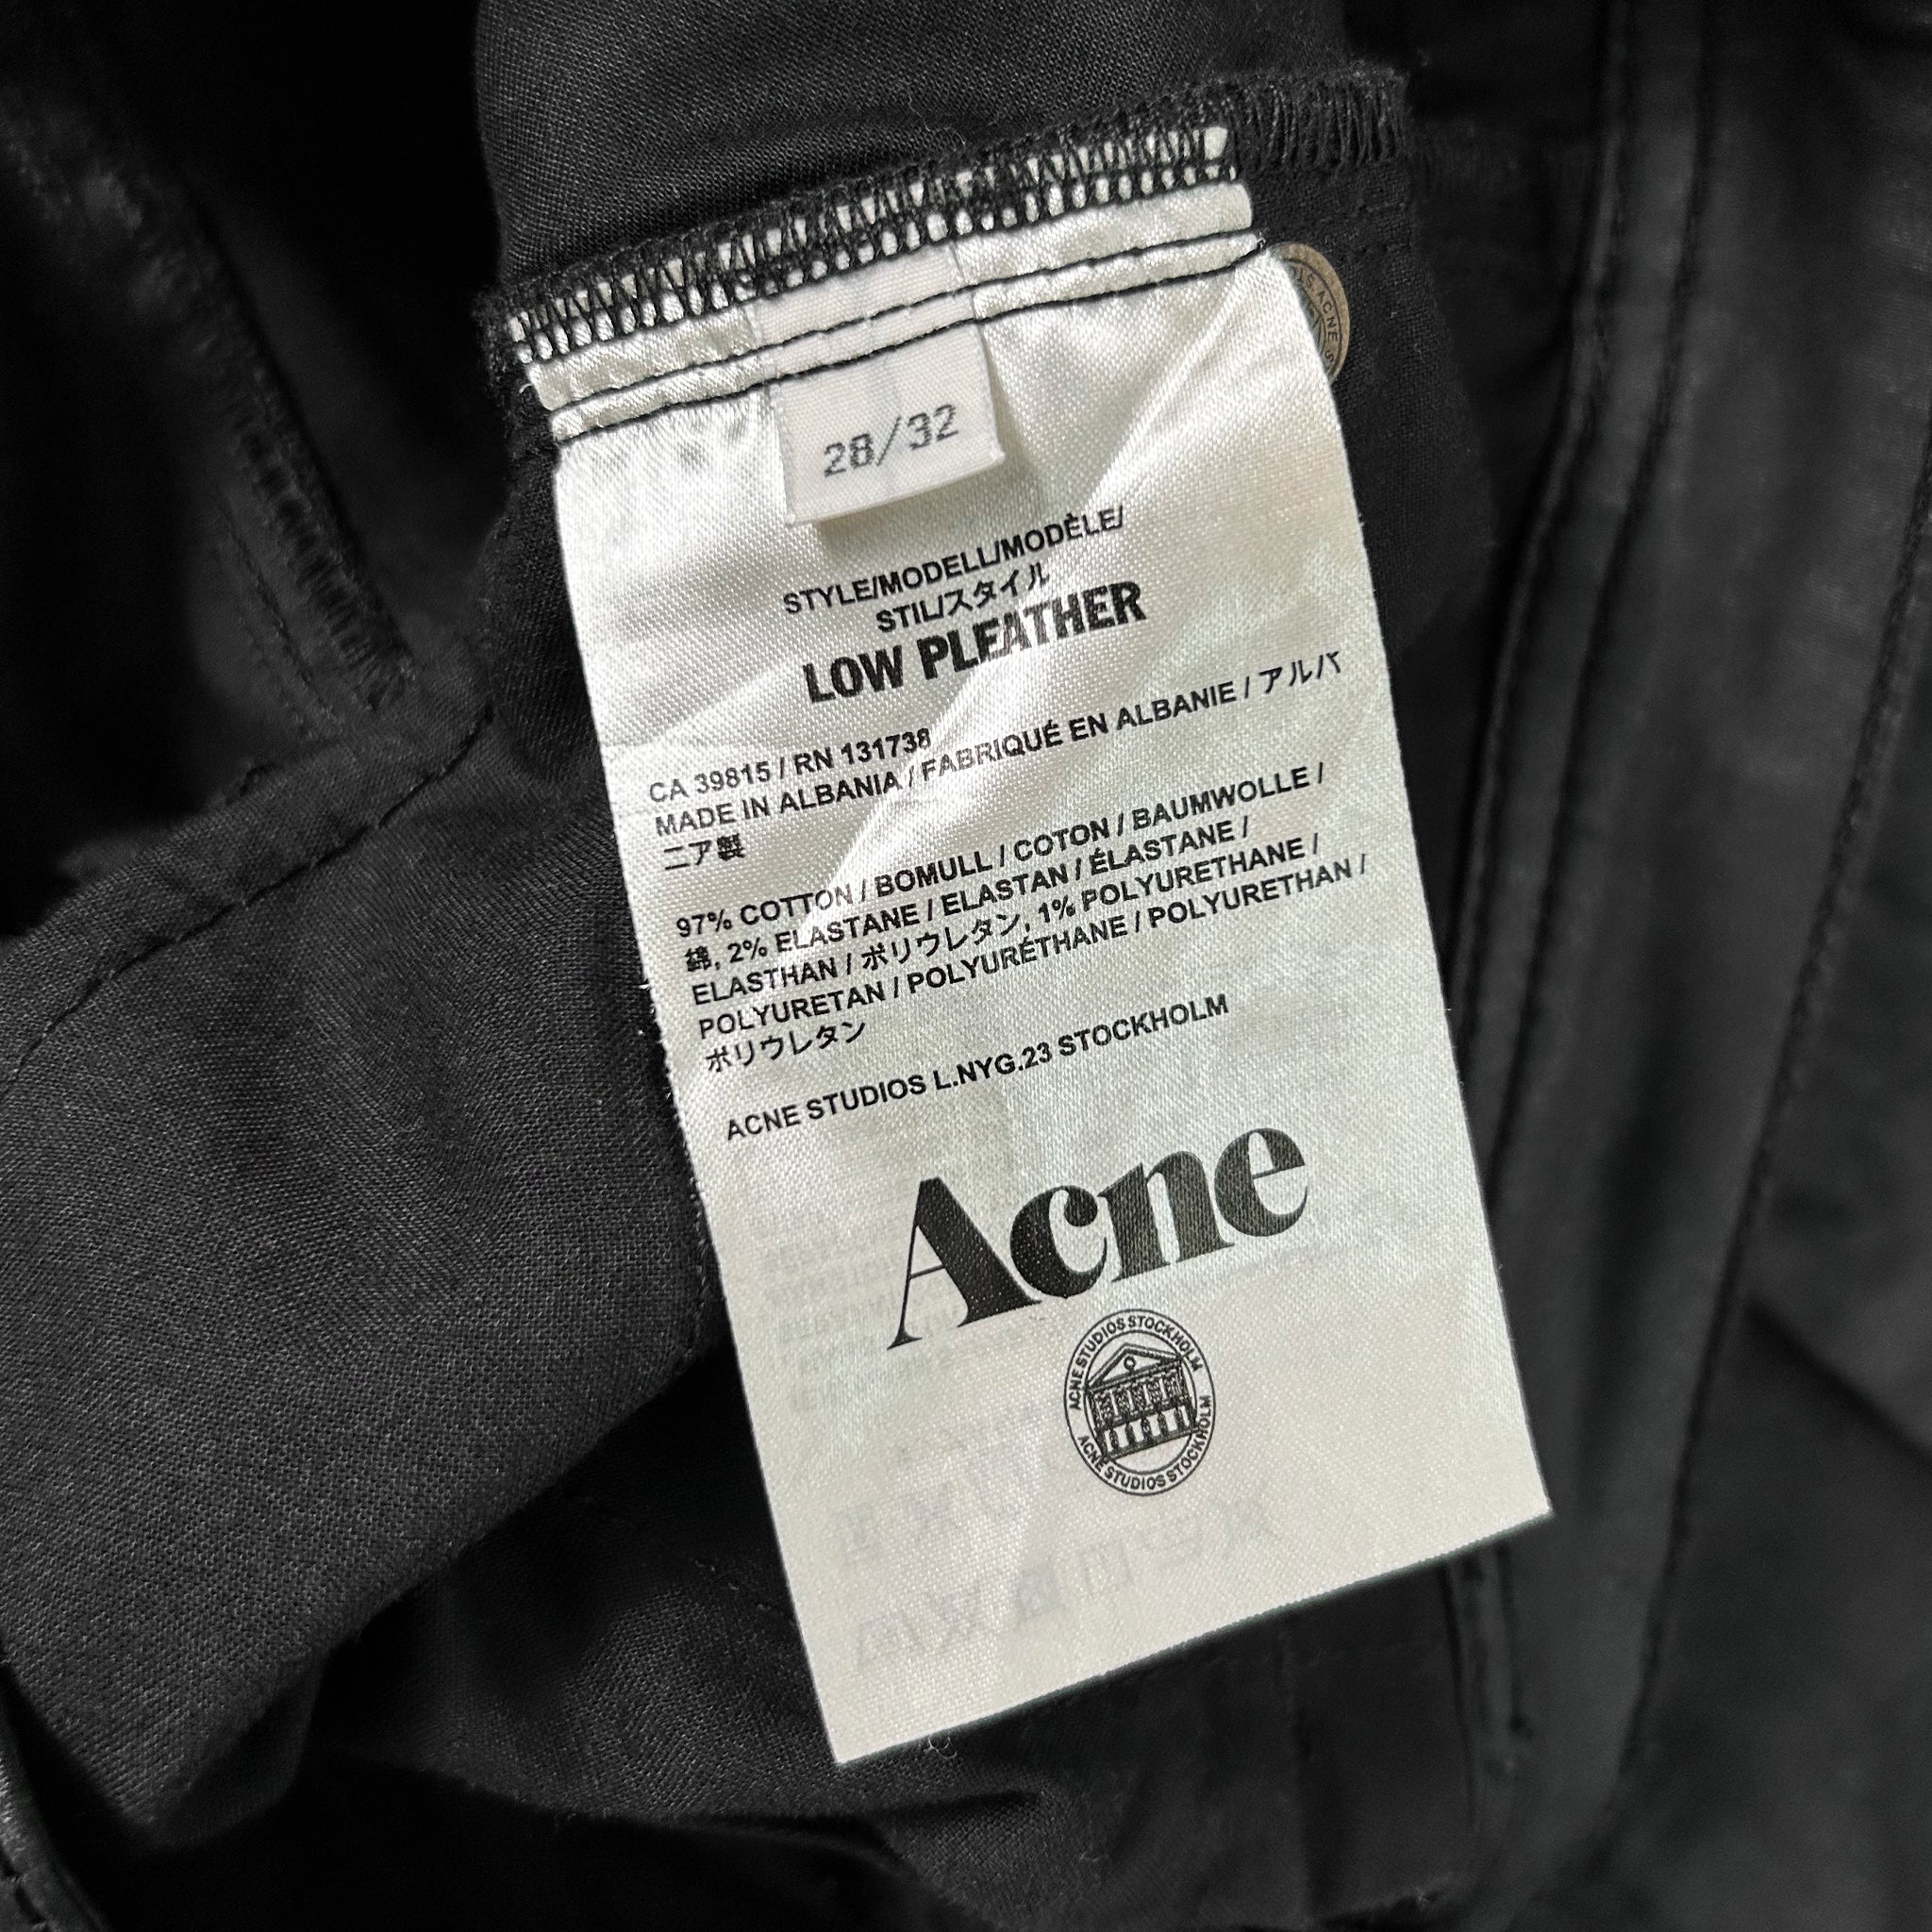 28/32
STYLE/MODELL/MODÈLE/
STIL/スタイル
LOW PLEATHER
CA 39815 / RN 131738
MADE IN ALBANIA / FABRIQUÉ EN ALBANIE / アルバ
ニア製
97% COTTON / BOMULL / COTON / BAUMWOLLE /
綿, 2% ELASTANE / ELASTAN / ÉLASTANE /
ELASTHAN / ポリウレタン, 1% POLYURETHANE /
POLYURETAN / POLYURÉTHANE / POLYURETHAN /
ポリウレタン
ACNE STUDIOS L.NYG.23 STOCKHOLM
Acne
ACNE STUDIOS STOCKHOLM
ACNE STUDIOS STOCKHOLM
ACNE